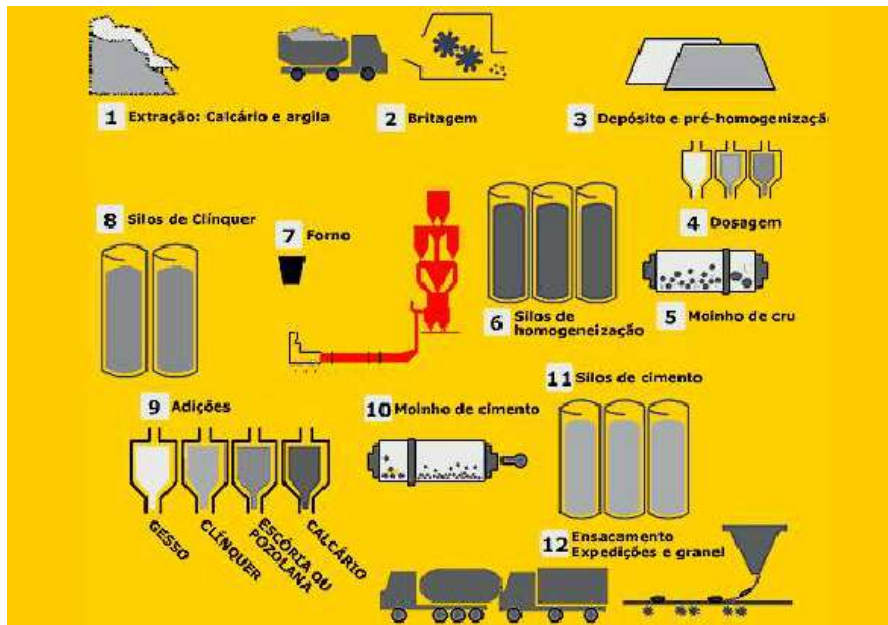 1 Extração: Calcário e argila
2 Britagem
3 Depósito e pré-homogenizaçã
4 Dosagem
5 Moinho de cru
6 Silos de
homogeneização
7 Forno
8 Silos de Clínquer
9 Adições
GESSO
CLÍNQUER
ESCÓRIA OU
POZOLANA
CALCÁRIO
10 Moinho de cimento
11 Silos de cimento
12 Ensacamento
Expedições e granel